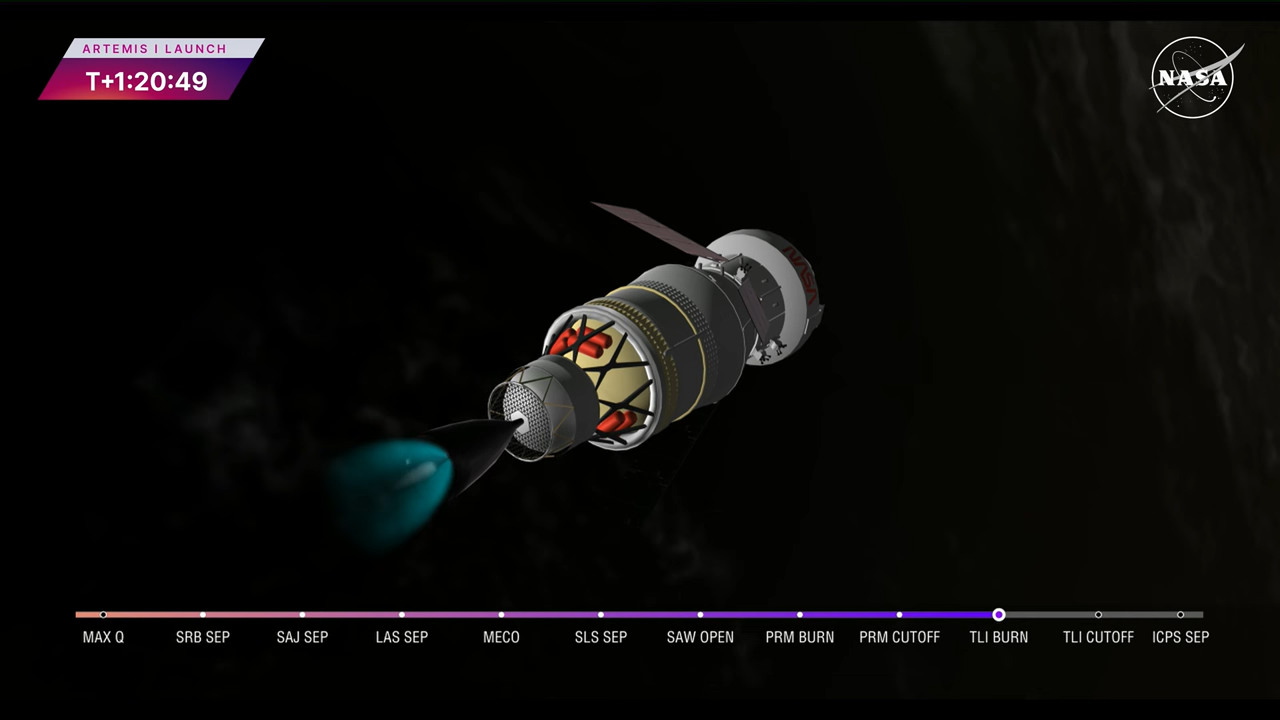 ARTEMIS I LAUNCH
T+1:20:49
NASA
NASA
MAX Q
SRB SEP
SAJ SEP
LAS SEP
MECO
SLS SEP
SAW OPEN
PRM BURN
PRM CUTOFF
TLI BURN
TLI CUTOFF
ICPS SEP